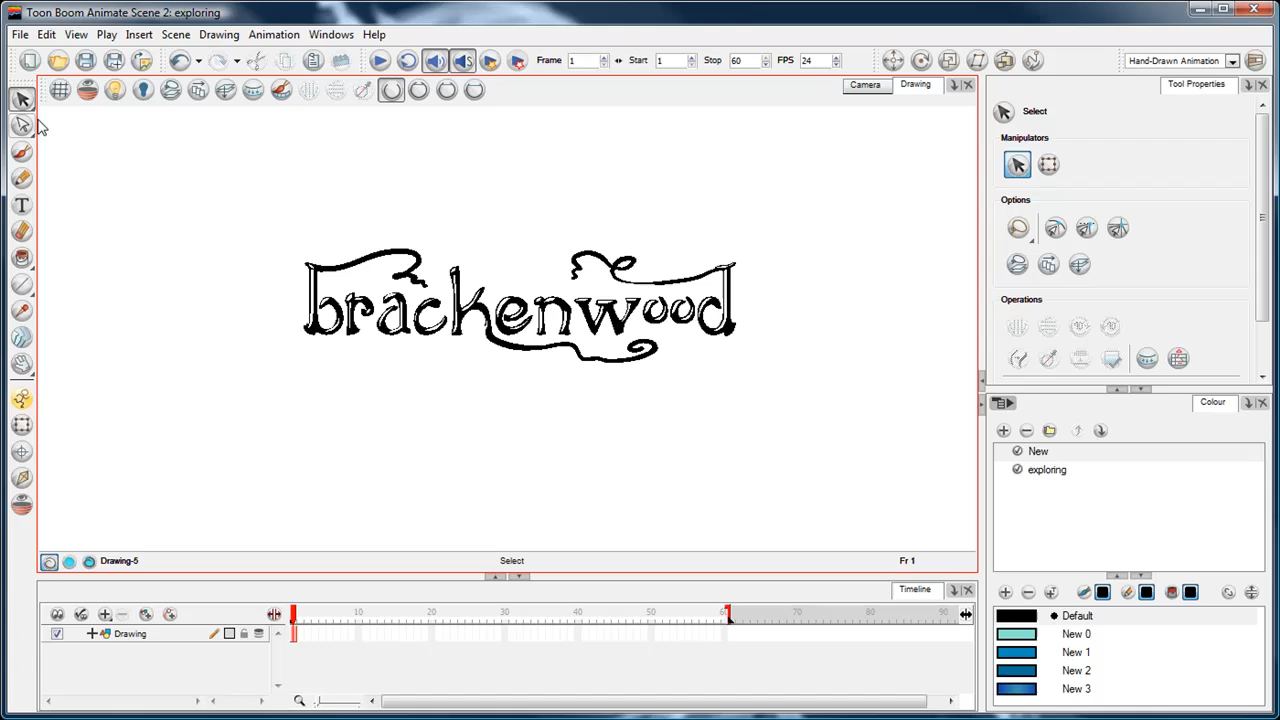 Toon Boom Animate Scene 2: exploring
File Edit View Play Insert Scene Drawing Animation Windows Help
Frame 1 Start 1 Stop 60 FPS 24 Hand-Drawn Animation
Camera Drawing
Tool Properties
Select
Manipulators
Options
Operations
brackenwood
T
Colour
New
exploring
Drawing-5 Select Fr 1
Timeline
10 20 30 40 50 60 70 80 90
Drawing
Default
New 0
New 1
New 2
New 3